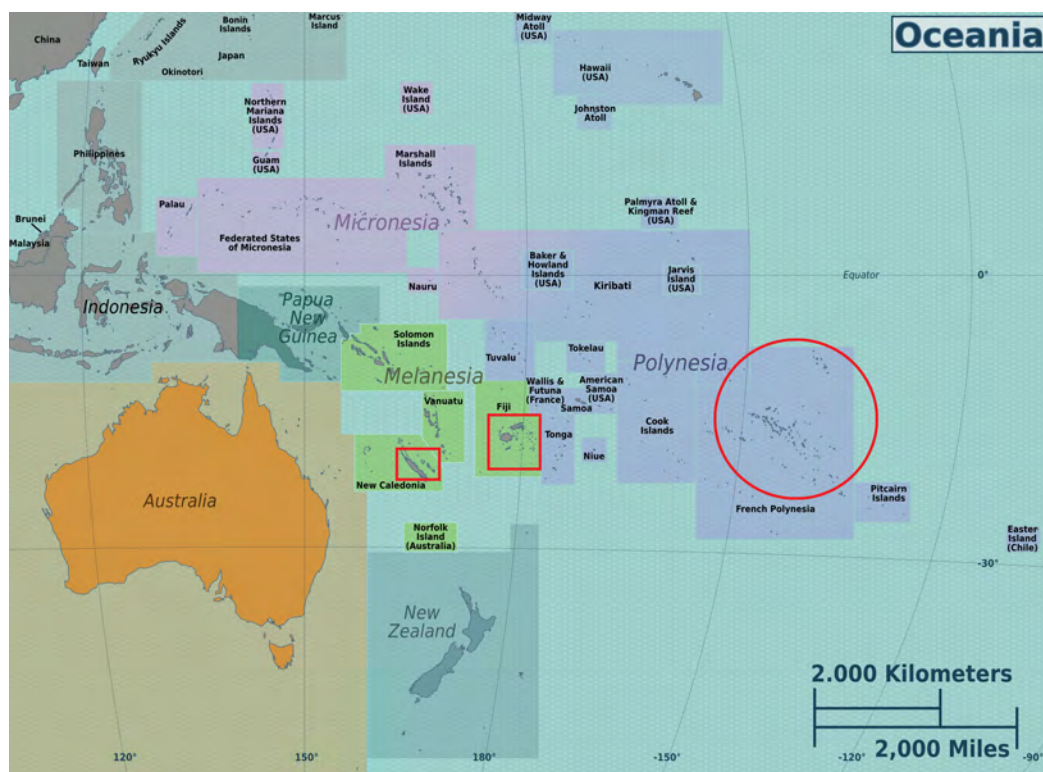 Oceania
China
Taiwan
Ryukyu Islands
Bonin
Islands
Marcus
Island
Japan
Okinotori
Midway
Atoll
(USA)
Hawaii
(USA)
Johnston
Atoll
Wake
Island
(USA)
Northern
Mariana
Islands
(USA)
Guam
(USA)
Philippines
Marshall
Islands
Palau
Micronesia
Federated States
of Micronesia
Palmyra Atoll &
Kingman Reef
(USA)
Brunei
Malaysia
Nauru
Baker &
Howland
Islands
(USA)
Kiribati
Jarvis
Island
(USA)
Equator
0°
Indonesia
Papua
New
Guinea
Solomon
Islands
Tuvalu
Tokelau
Polynesia
Melanesia
Wallis &
Futuna
(France)
American
Samoa
(USA)
Samoa
Vanuatu
Fiji
Tonga
Cook
Islands
Niue
New Caledonia
French Polynesia
Pitcairn
Islands
Australia
Norfolk
Island
(Australia)
Easter
Island
(Chile)
-30°
New
Zealand
2.000 Kilometers
2,000 Miles
120°
150°
180°
-150°
-120°
-90°